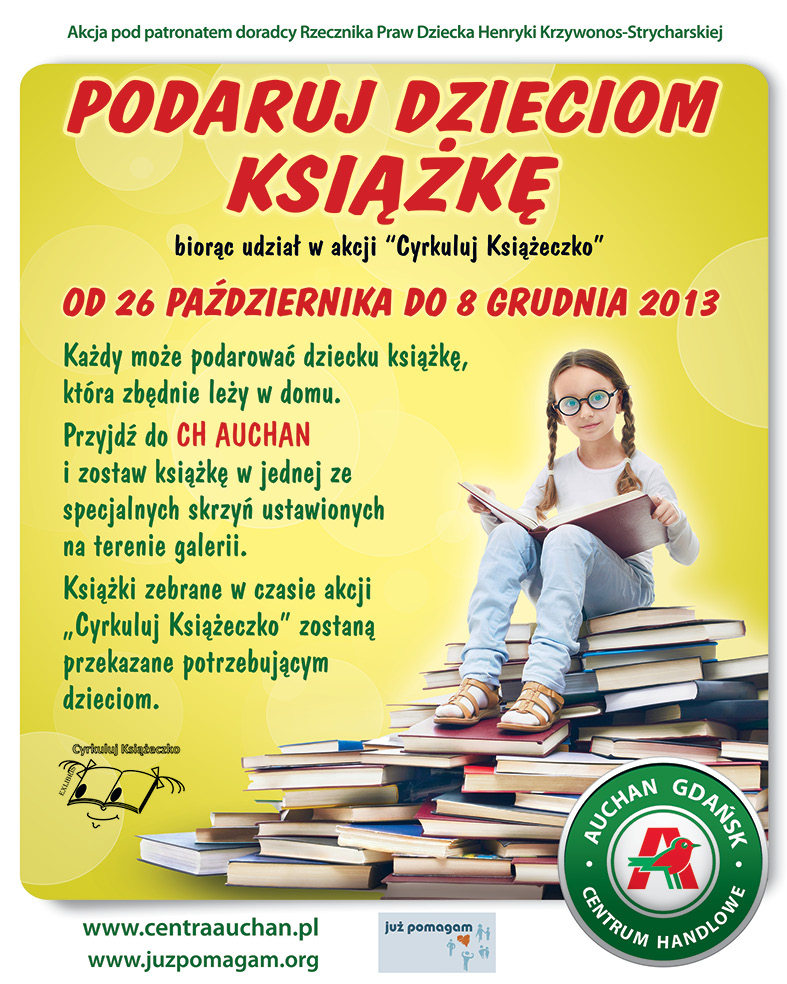 Akcja pod patronatem doradcy Rzecznika Praw Dziecka Henryki Krzywonos-Strycharskiej
PODARUJ DZIECIOM
KSIĄŻKĘ
biorąc udział w akcji “Cyrkuluj Książeczko”
OD 26 PAŹDZIERNIKA DO 8 GRUDNIA 2013
Każdy może podarować dziecku książkę,
która zbędnie leży w domu.
Przyjdź do CH AUCHAN
i zostaw książkę w jednej ze
specjalnych skrzyń ustawionych
na terenie galerii.
Książki zebrane w czasie akcji
„Cyrkuluj Książeczko” zostaną
przekazane potrzebującym
dzieciom.
Cyrkuluj Książeczko
EXLIBRIS
AUCHAN GDAŃSK
CENTRUM HANDLOWE
www.centraauchan.pl
www.juzpomagam.org
już pomagam